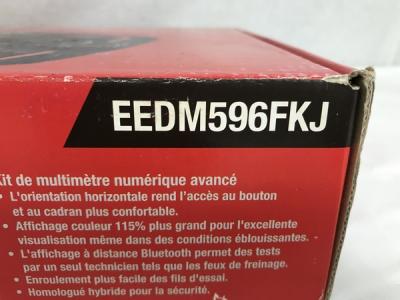 EEDM596FKJ
Kit de multimètre numérique avancé
• L'orientation horizontale rend l'accès au bouton
et au cadran plus confortable.
• Affichage couleur 115% plus grand pour l'excellente
visualisation même dans des conditions éblouissantes.
• L'affichage à distance Bluetooth permet des tests
par un seul technicien tels que les feux de freinage.
• Enroulement plus facile des fils d'essai.
• Homologué hybride pour la sécurité.